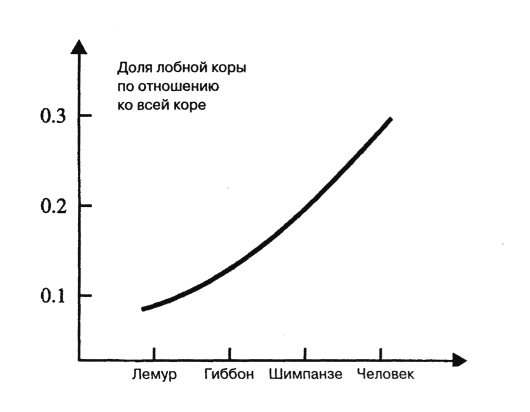 Доля лобной коры
по отношению
ко всей коре
0.3
0.2
0.1
Лемур Гиббон Шимпанзе Человек